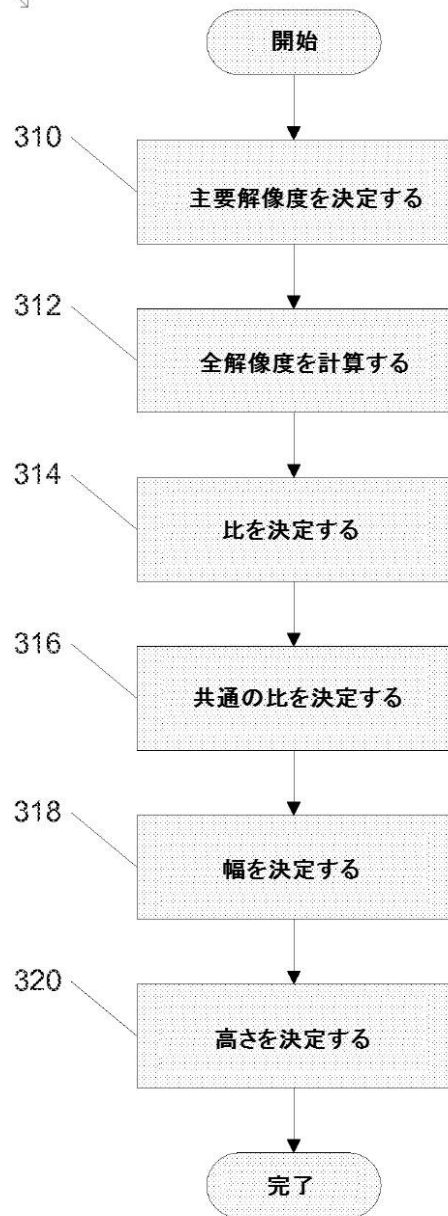 開始
310
主要解像度を決定する
312
全解像度を計算する
314
比を決定する
316
共通の比を決定する
318
幅を決定する
320
高さを決定する
完了